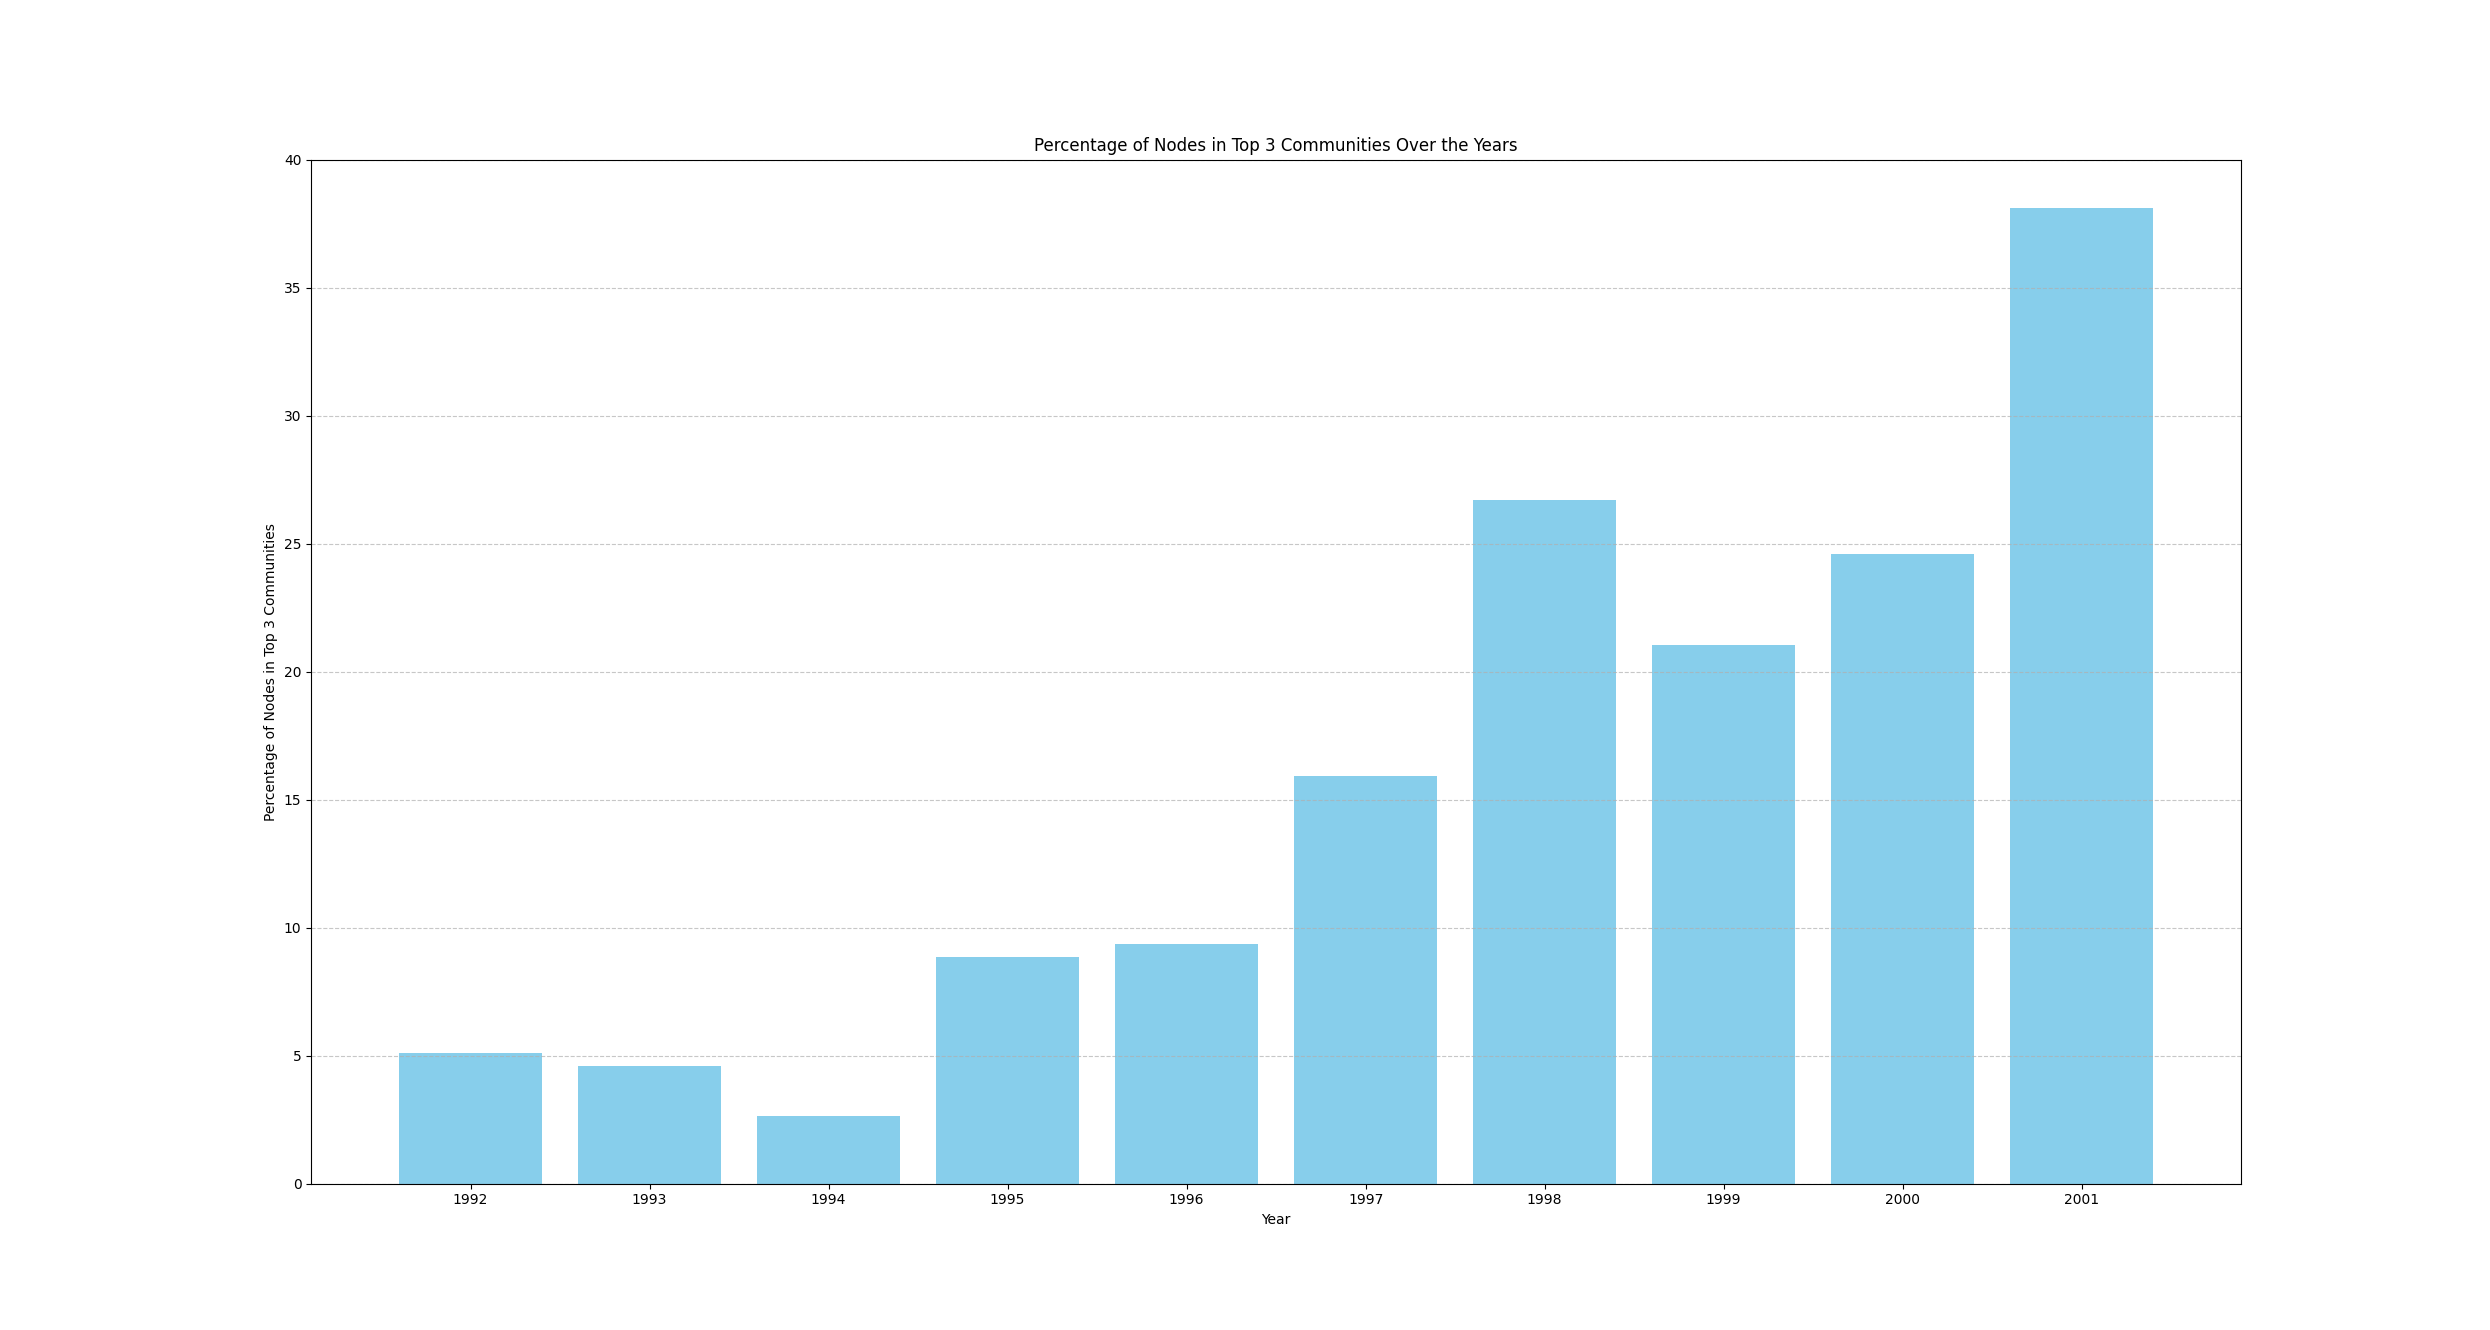 Percentage of Nodes in Top 3 Communities Over the Years
40
35
30
25
20
15
10
5
0
Percentage of Nodes in Top 3 Communities
1992 1993 1994 1995 1996 1997 1998 1999 2000 2001
Year